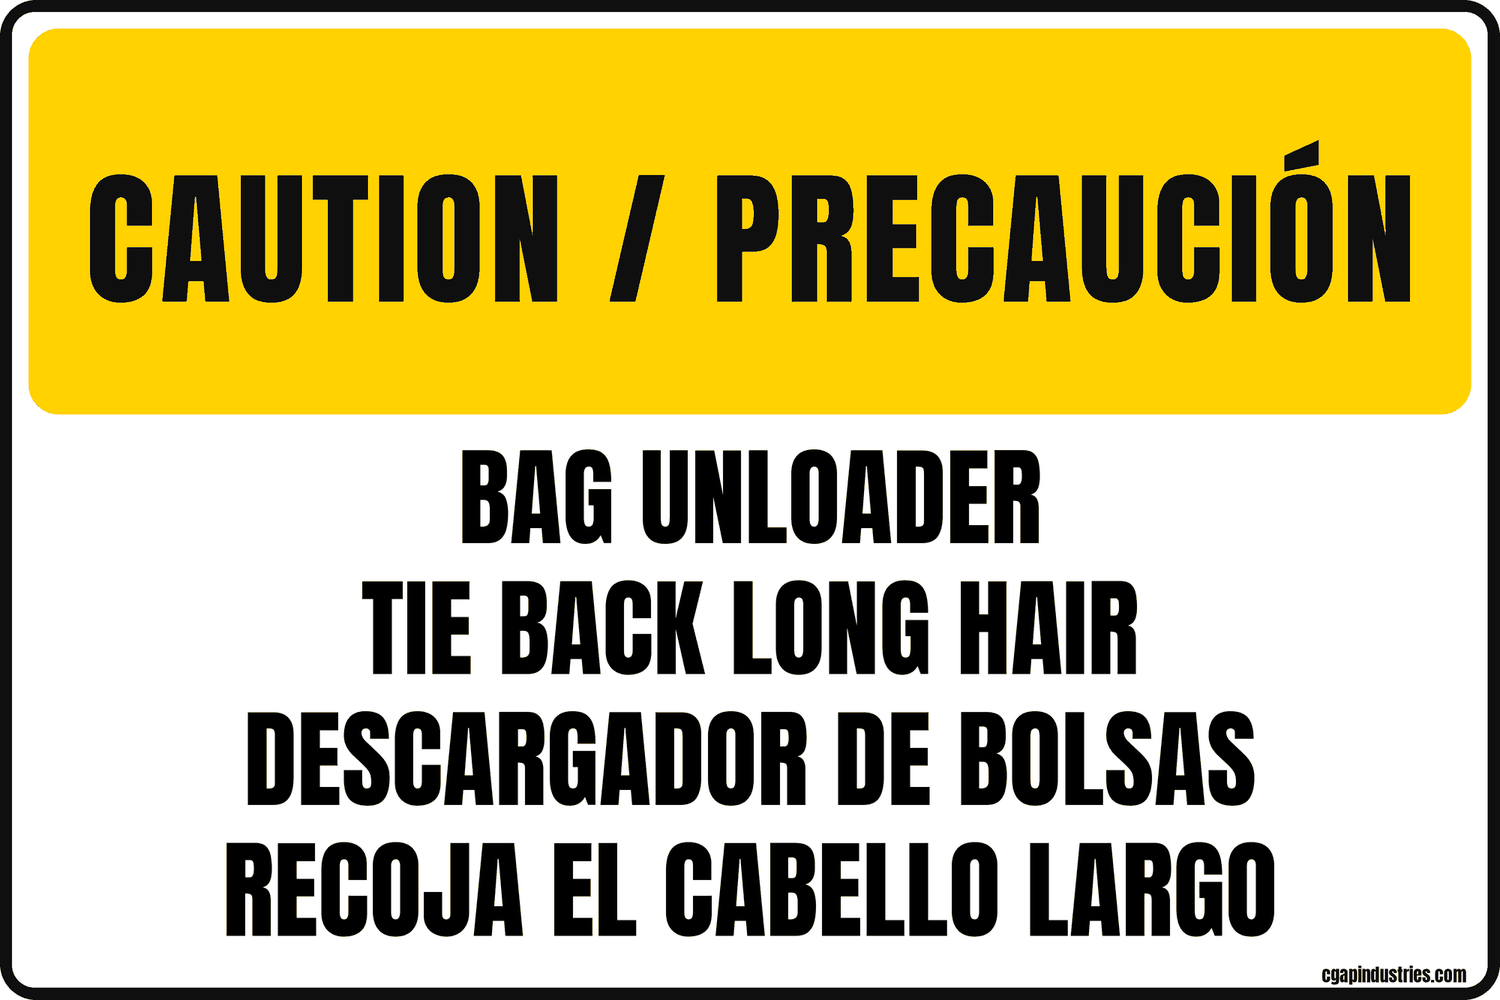 CAUTION / PRECAUCIÓN
BAG UNLOADER
TIE BACK LONG HAIR
DESCARGADOR DE BOLSAS
RECOJA EL CABELLO LARGO
cgapindustries.com